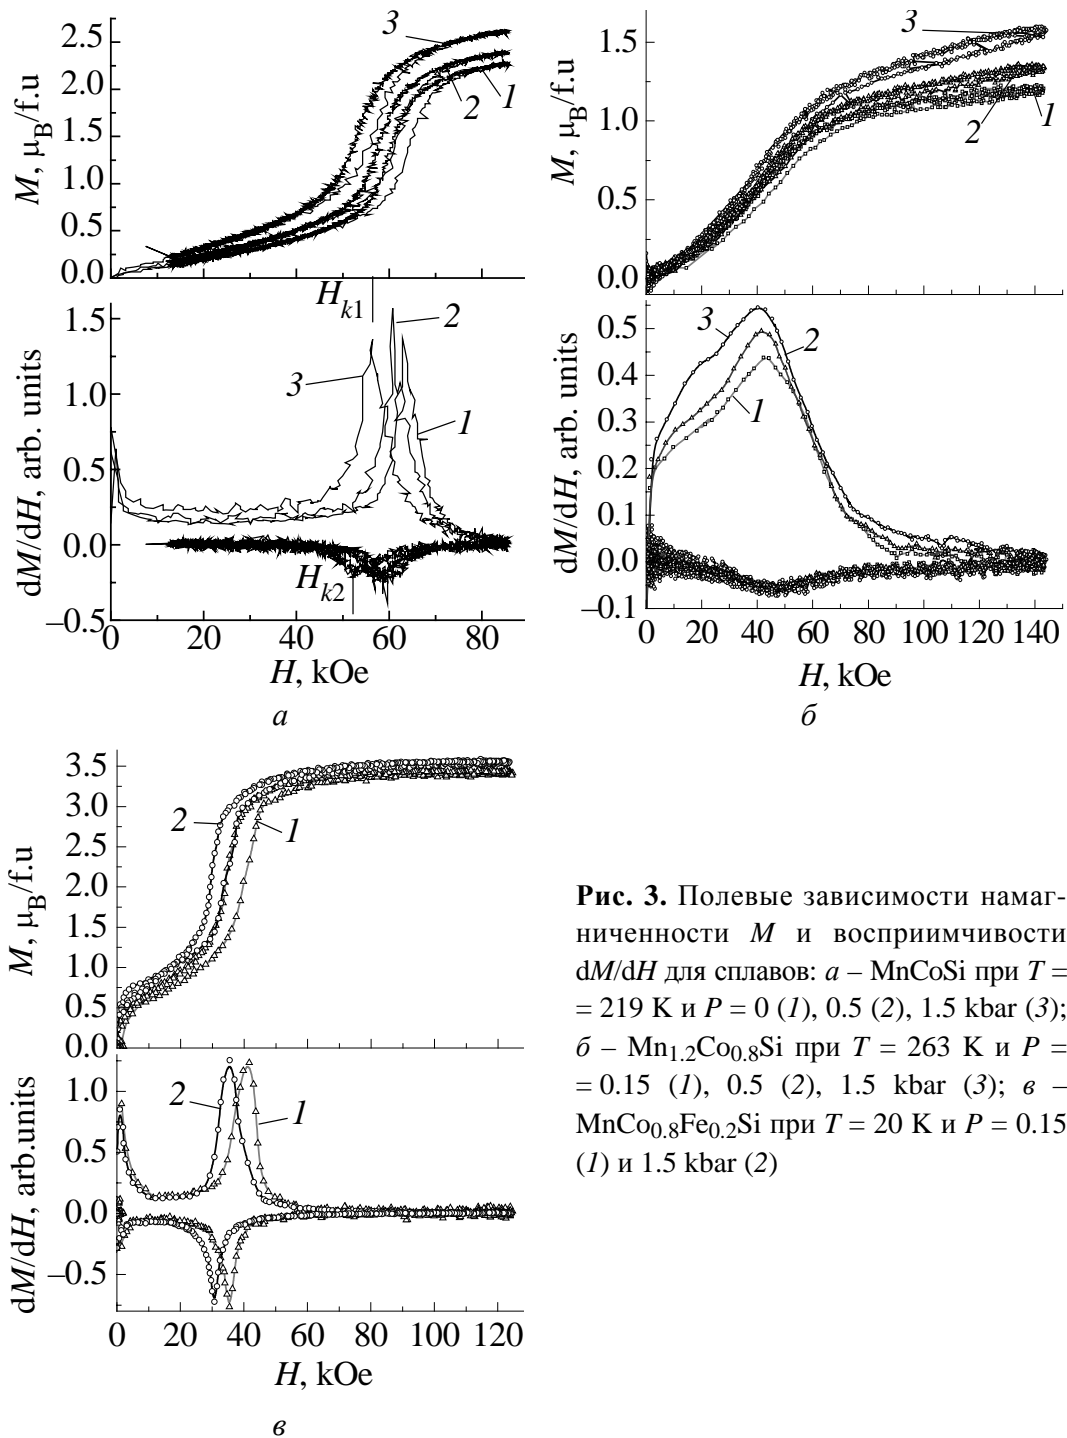 2.5
2.0
1.5
1.0
0.5
0.0
M, μB/f.u
3
2
1
1.5
1.0
0.5
0.0
–0.5
dM/dH, arb. units
Hk1
2
3
1
Hk2
0 20 40 60 80
H, kOe
а
1.5
1.0
0.5
0.0
M, μB/f.u
3
1
2
0.5
0.4
0.3
0.2
0.1
0.0
–0.1
dM/dH, arb. units
3
2
1
0 20 40 60 80 100 120 140
H, kOe
б
3.5
3.0
2.5
2.0
1.5
1.0
0.5
0.0
M, μB/f.u
2
1
1.0
0.5
0.0
–0.5
dM/dH, arb.units
2
1
0 20 40 60 80 100 120
H, kOe
в
Рис. 3. Полевые зависимости намаг-
ниченности M и восприимчивости
dM/dH для сплавов: а – MnCoSi при T =
= 219 K и P = 0 (1), 0.5 (2), 1.5 kbar (3);
б – Mn1.2Co0.8Si при T = 263 K и P =
= 0.15 (1), 0.5 (2), 1.5 kbar (3); в –
MnCo0.8Fe0.2Si при T = 20 K и P = 0.15
(1) и 1.5 kbar (2)